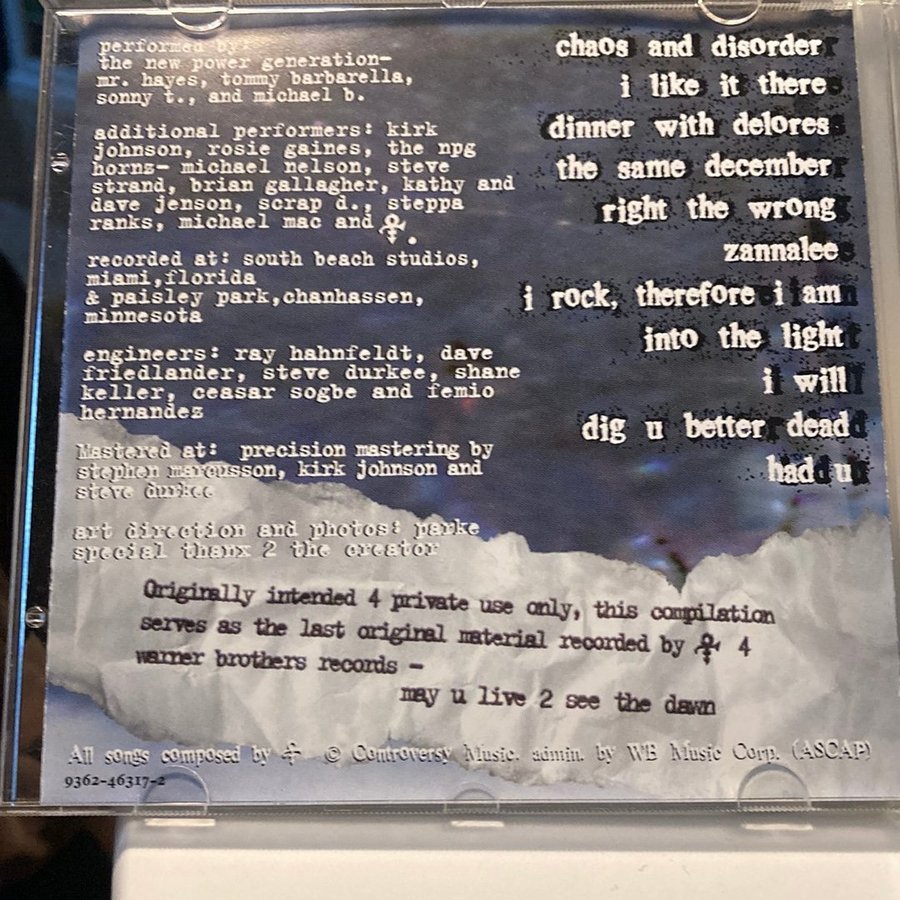 performed by:
the new power generation-
mr. hayes, tommy barbarella,
sonny t., and michael b.
additional performers: kirk
johnson, rosie gaines, the npg
hornz- michael nelson, steve
strand, brian gallagher, kathy and
dave jenson, scrap d., steppa
ranks, michael mac and .
recorded at: south beach studios,
miami,florida
& paisley park,chanhassen,
minnesota
engineers: ray hahnfeldt, dave
friedlander, steve durkee, shane
keller, ceasar sogbe and femio
hernandez
Mastered at: precision mastering by
stephen marcusson, kirk johnson and
steve durkee
art direction and photos: parke
special thanx 2 the creator
chaos and disorder
i like it there
dinner with delores
the same december
right the wrong
zannalee
i rock, therefore i am
into the light
i will
dig u better dead
had u
Originally intended 4 private use only, this compilation
serves as the last original material recorded by 4
warner brothers records -
may u live 2 see the dawn
All songs composed by © Controversy Music. admin. by WB Music Corp. (ASCAP)
9362-46317-2